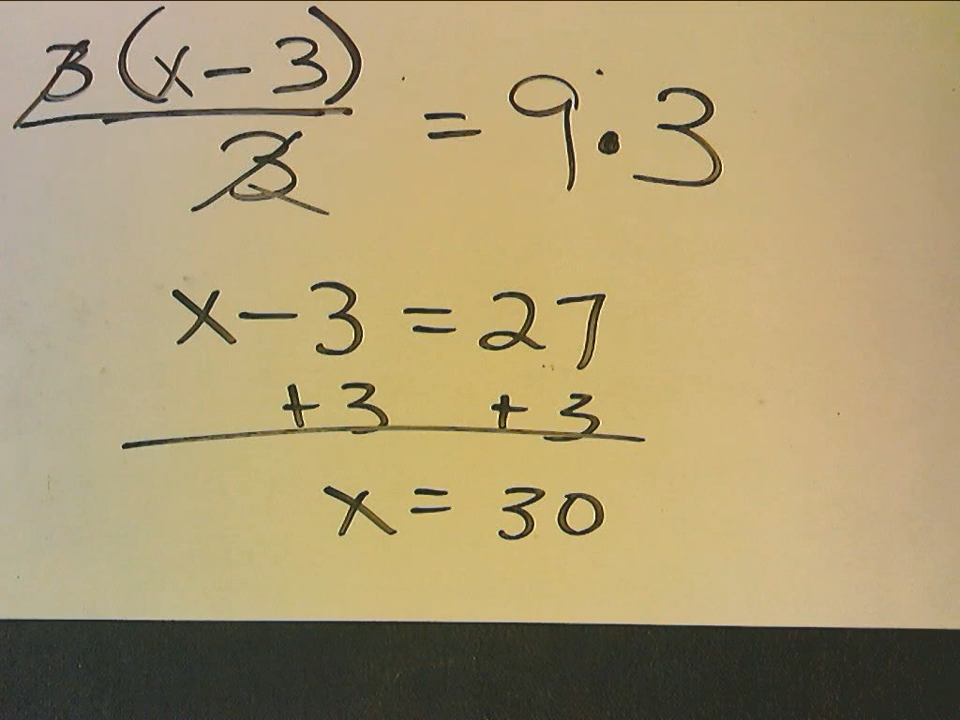 3(x-3)
3 = 9·3
x-3 = 27
+3 +3
x = 30